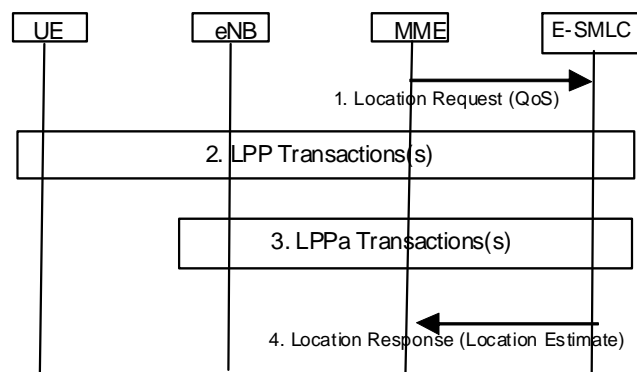 UE eNB MME E-SMLC
1. Location Request (QoS)
2. LPP Transactions(s)
3. LPPa Transactions(s)
4. Location Response (Location Estimate)